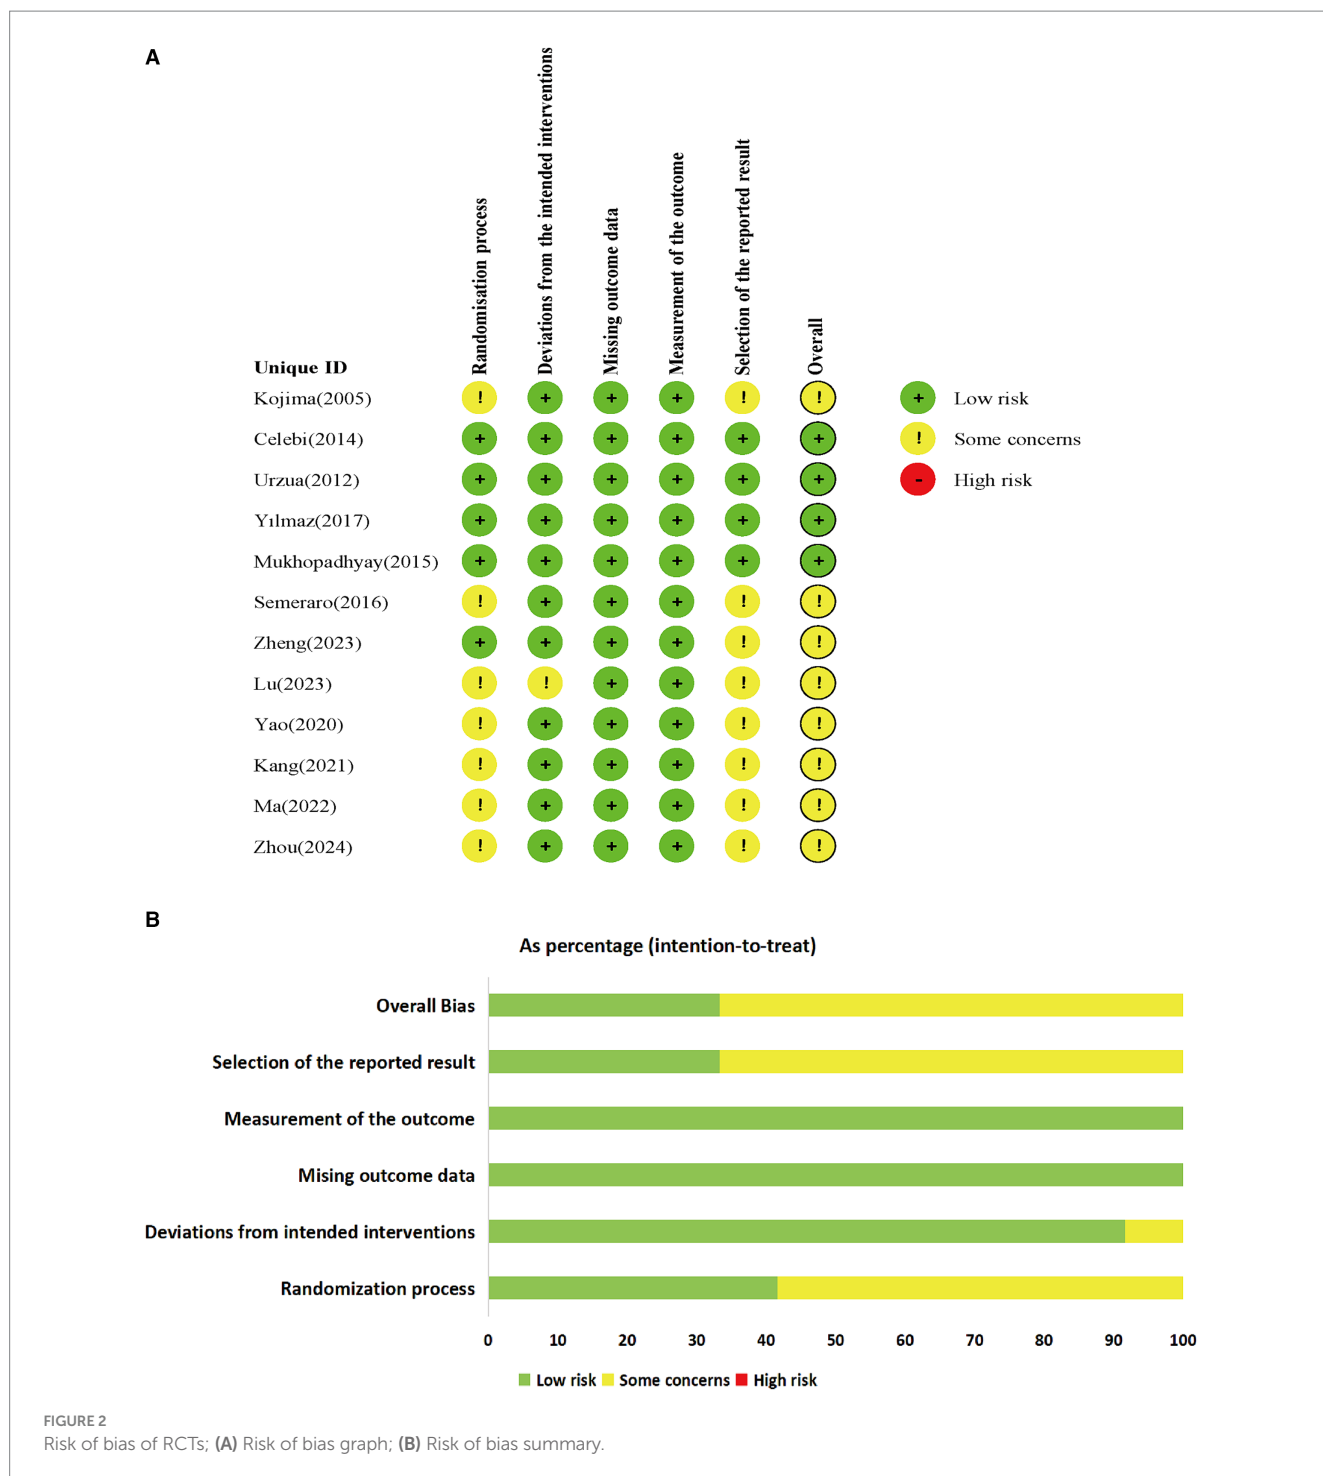 A
Randomisation process
Deviations from the intended interventions
Missing outcome data
Measurement of the outcome
Selection of the reported result
Overall
Unique ID
Kojima(2005) ! + + + ! ! + Low risk
Celebi(2014) + + + + + + ! Some concerns
Urzua(2012) + + + + + + - High risk
Yılmaz(2017) + + + + + +
Mukhopadhyay(2015) + + + + + +
Semeraro(2016) ! + + + ! !
Zheng(2023) + + + + ! !
Lu(2023) ! ! + + ! !
Yao(2020) ! + + + ! !
Kang(2021) ! + + + ! !
Ma(2022) ! + + + ! !
Zhou(2024) ! + + + ! !
B
As percentage (intention-to-treat)
Overall Bias
Selection of the reported result
Measurement of the outcome
Mising outcome data
Deviations from intended interventions
Randomization process
0 10 20 30 40 50 60 70 80 90 100
Low risk Some concerns High risk
FIGURE 2
Risk of bias of RCTs; (A) Risk of bias graph; (B) Risk of bias summary.